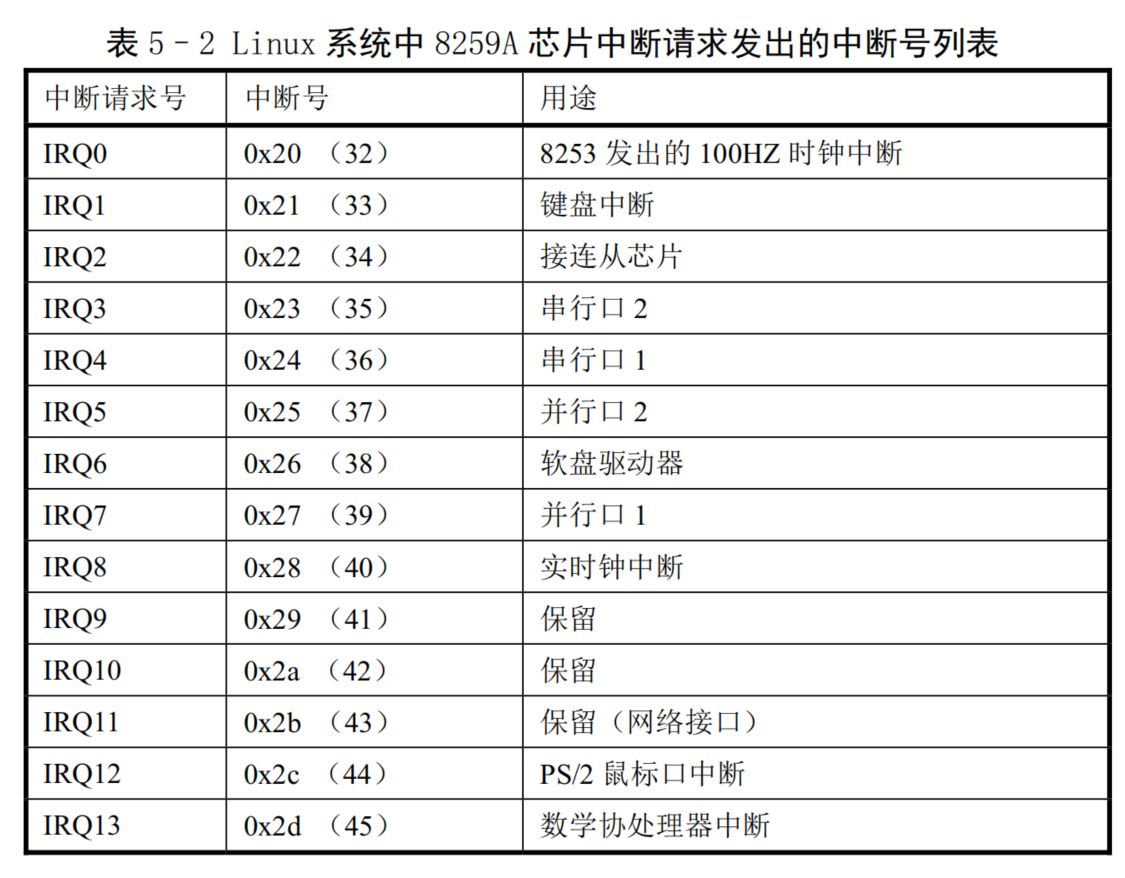 表 5-2 Linux 系统中 8259A 芯片中断请求发出的中断号列表
中断请求号 中断号 用途
IRQ0 0x20 （32） 8253 发出的 100HZ 时钟中断
IRQ1 0x21 （33） 键盘中断
IRQ2 0x22 （34） 接连从芯片
IRQ3 0x23 （35） 串行口 2
IRQ4 0x24 （36） 串行口 1
IRQ5 0x25 （37） 并行口 2
IRQ6 0x26 （38） 软盘驱动器
IRQ7 0x27 （39） 并行口 1
IRQ8 0x28 （40） 实时钟中断
IRQ9 0x29 （41） 保留
IRQ10 0x2a （42） 保留
IRQ11 0x2b （43） 保留（网络接口）
IRQ12 0x2c （44） PS/2 鼠标口中断
IRQ13 0x2d （45） 数学协处理器中断